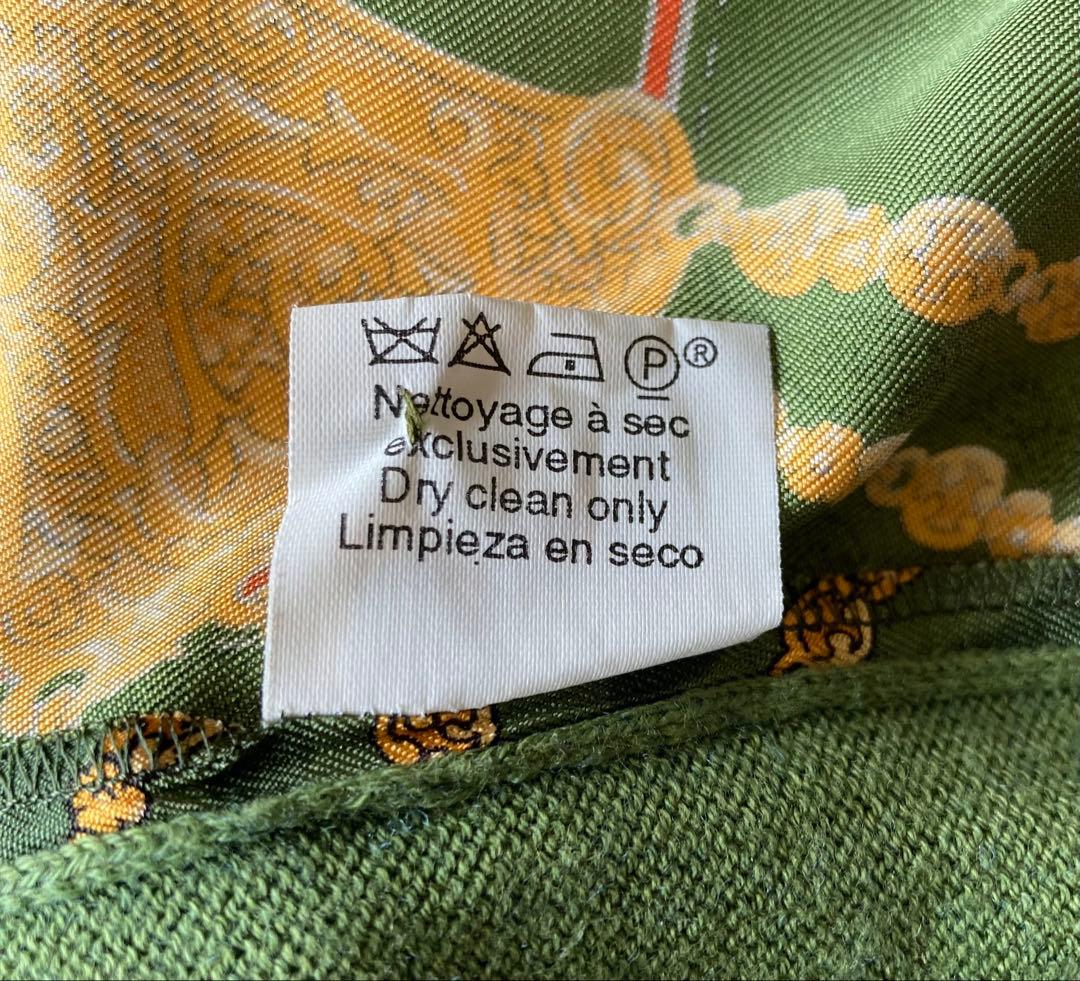 P ®
Nettoyage à sec
exclusivement
Dry clean only
Limpieza en seco